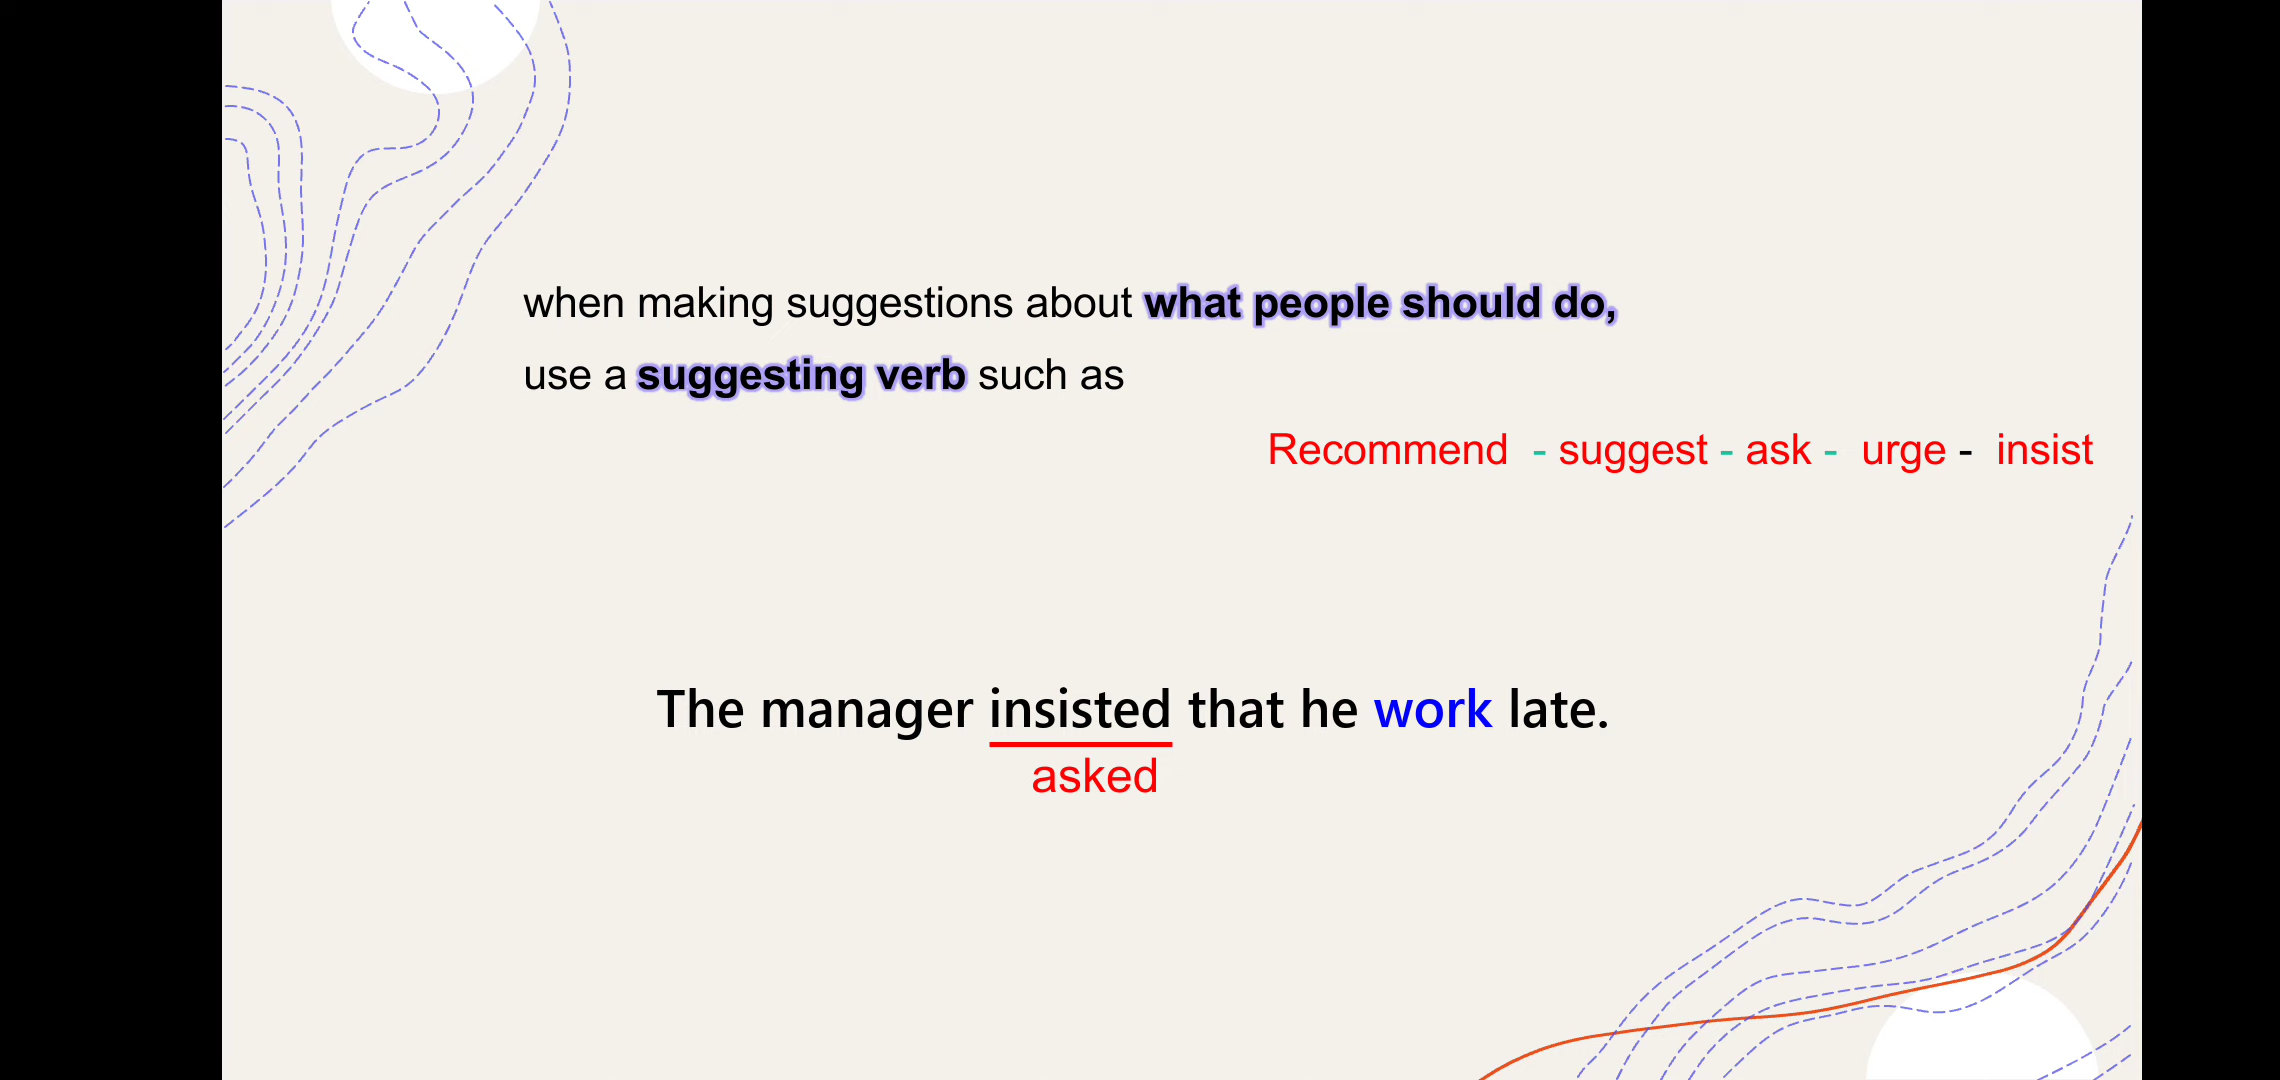 when making suggestions about what people should do,
use a suggesting verb such as
Recommend - suggest - ask - urge - insist
The manager insisted that he work late.
asked